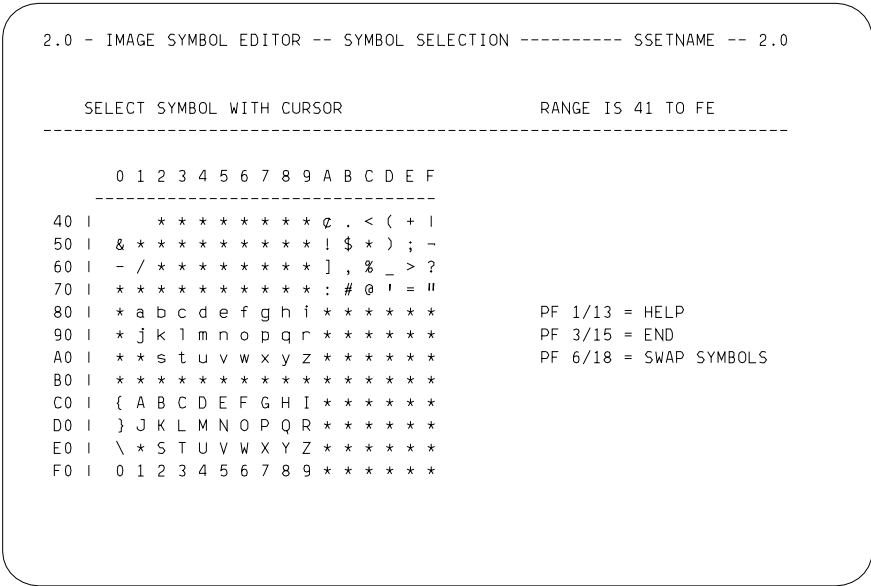 2.0 - IMAGE SYMBOL EDITOR -- SYMBOL SELECTION ---------- SSETNAME -- 2.0
SELECT SYMBOL WITH CURSOR RANGE IS 41 TO FE
------------------------------------------------------------------------
0 1 2 3 4 5 6 7 8 9 A B C D E F
---------------------------------
40 | * * * * * * * * ¢ . < ( + |
50 | & * * * * * * * * * ! $ * ) ; ¬
60 | - / * * * * * * * * ] , % _ > ?
70 | * * * * * * * * * * : # @ ' = "
80 | * a b c d e f g h i * * * * * * PF 1/13 = HELP
90 | * j k l m n o p q r * * * * * * PF 3/15 = END
A0 | * * s t u v w x y z * * * * * * PF 6/18 = SWAP SYMBOLS
B0 | * * * * * * * * * * * * * * * *
C0 | { A B C D E F G H I * * * * * *
D0 | } J K L M N O P Q R * * * * * *
E0 | \ * S T U V W X Y Z * * * * * *
F0 | 0 1 2 3 4 5 6 7 8 9 * * * * * *